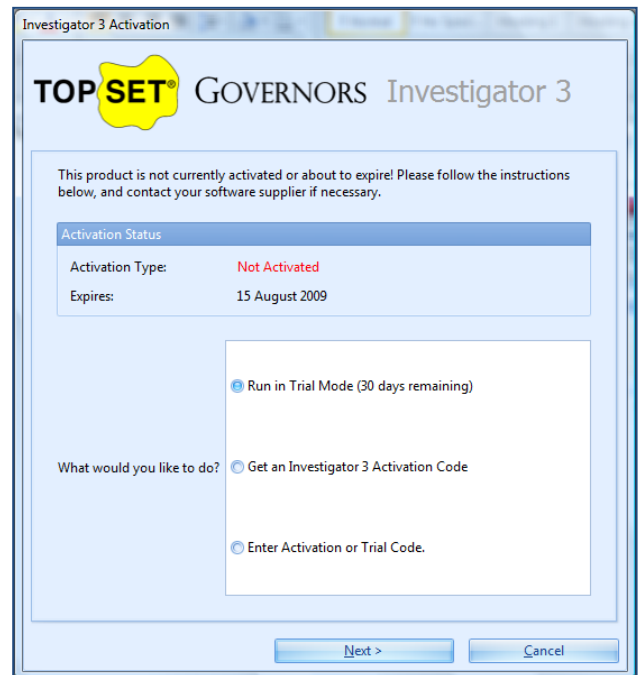 Investigator 3 Activation
TOP SET® GOVERNORS Investigator 3
This product is not currently activated or about to expire! Please follow the instructions
below, and contact your software supplier if necessary.
Activation Status
Activation Type: Not Activated
Expires: 15 August 2009
Run in Trial Mode (30 days remaining)
What would you like to do? Get an Investigator 3 Activation Code
Enter Activation or Trial Code.
Next > Cancel